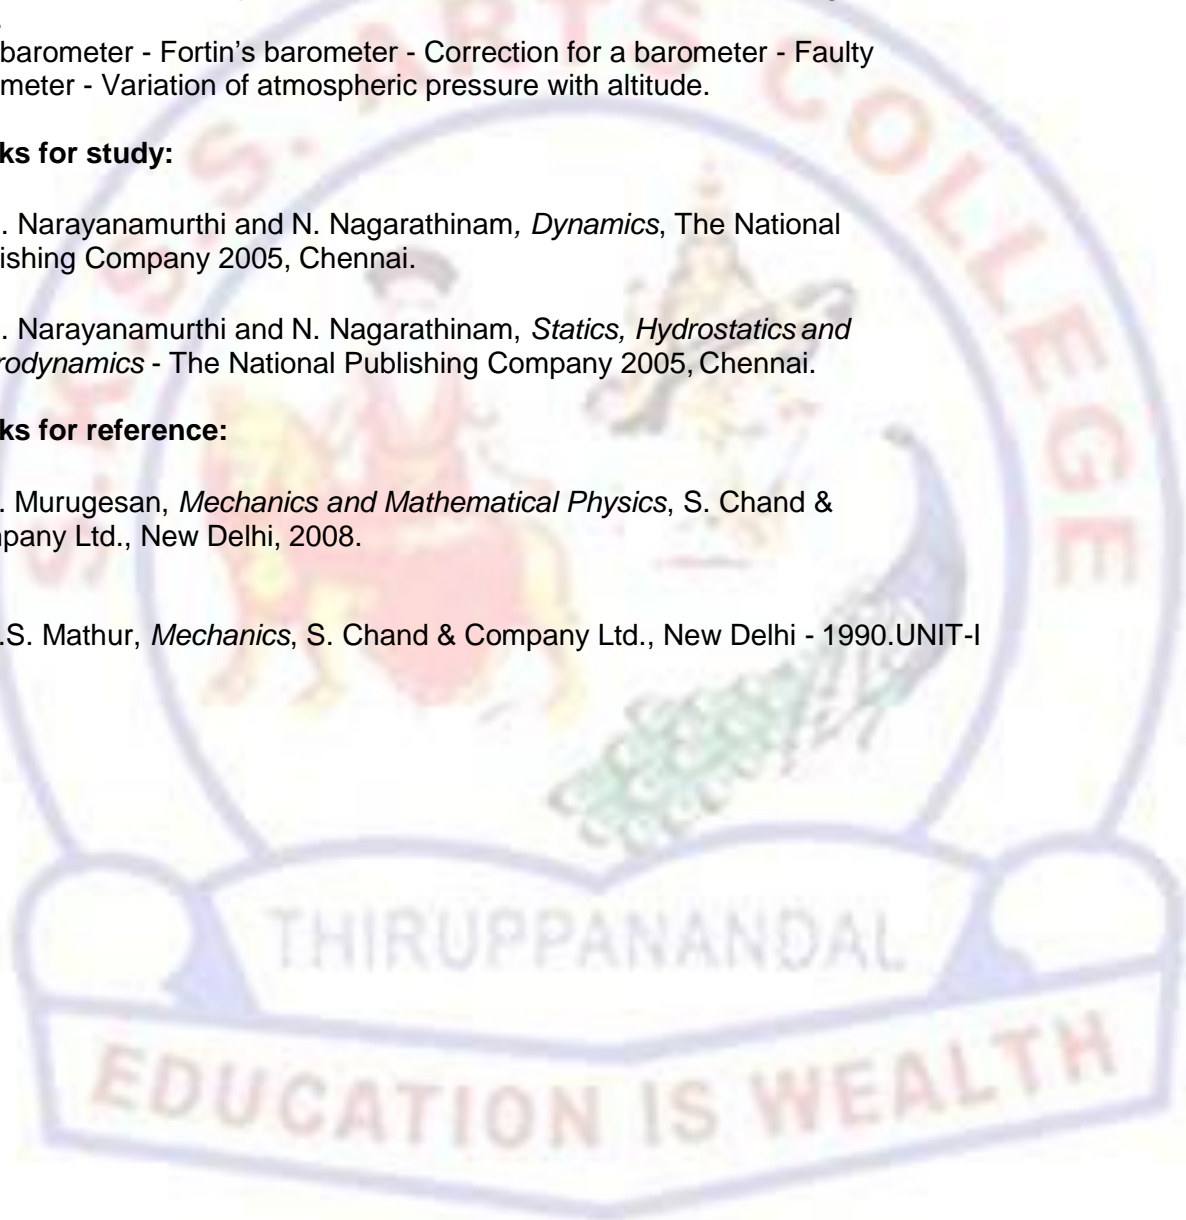 barometer - Fortin's barometer - Correction for a barometer - Faulty
meter - Variation of atmospheric pressure with altitude.
ks for study:
. Narayanamurthi and N. Nagarathinam, Dynamics, The National
ishing Company 2005, Chennai.
. Narayanamurthi and N. Nagarathinam, Statics, Hydrostatics and
rodynamics - The National Publishing Company 2005, Chennai.
ks for reference:
. Murugesan, Mechanics and Mathematical Physics, S. Chand &
pany Ltd., New Delhi, 2008.
.S. Mathur, Mechanics, S. Chand & Company Ltd., New Delhi - 1990.UNIT-I
S.K.S.S. ARTS COLLEGE
THIRUPPANANDAL
EDUCATION IS WEALTH